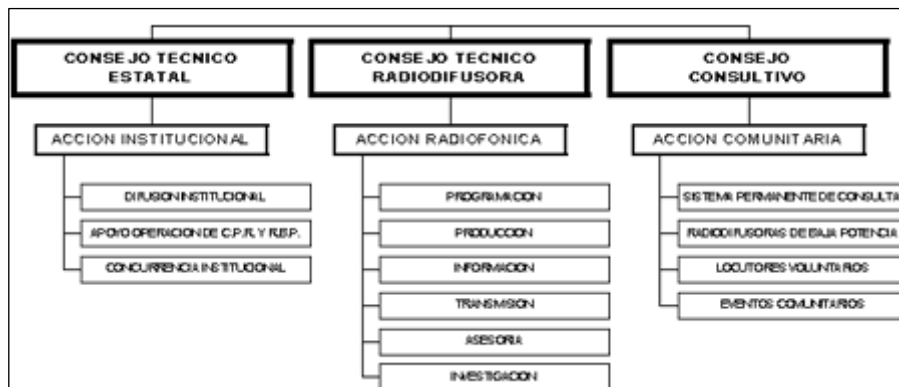 CONSEJO TECNICO
ESTATAL
ACCION INSTITUCIONAL
DIFUSION INSTITUCIONAL
APOYO OPERACION DE C.P.R. Y R.B.P.
CONCURRENCIA INSTITUCIONAL
CONSEJO TECNICO
RADIODIFUSORA
ACCION RADIOFONICA
PROGRAMACION
PRODUCCION
INFORMACION
TRANSMISION
ASESORIA
INVESTIGACION
CONSEJO
CONSULTIVO
ACCION COMUNITARIA
SISTEMA PERMANENTE DE CONSULTA
RADIODIFUSORAS DE BAJA POTENCIA
LOCUTORES VOLUNTARIOS
EVENTOS COMUNITARIOS